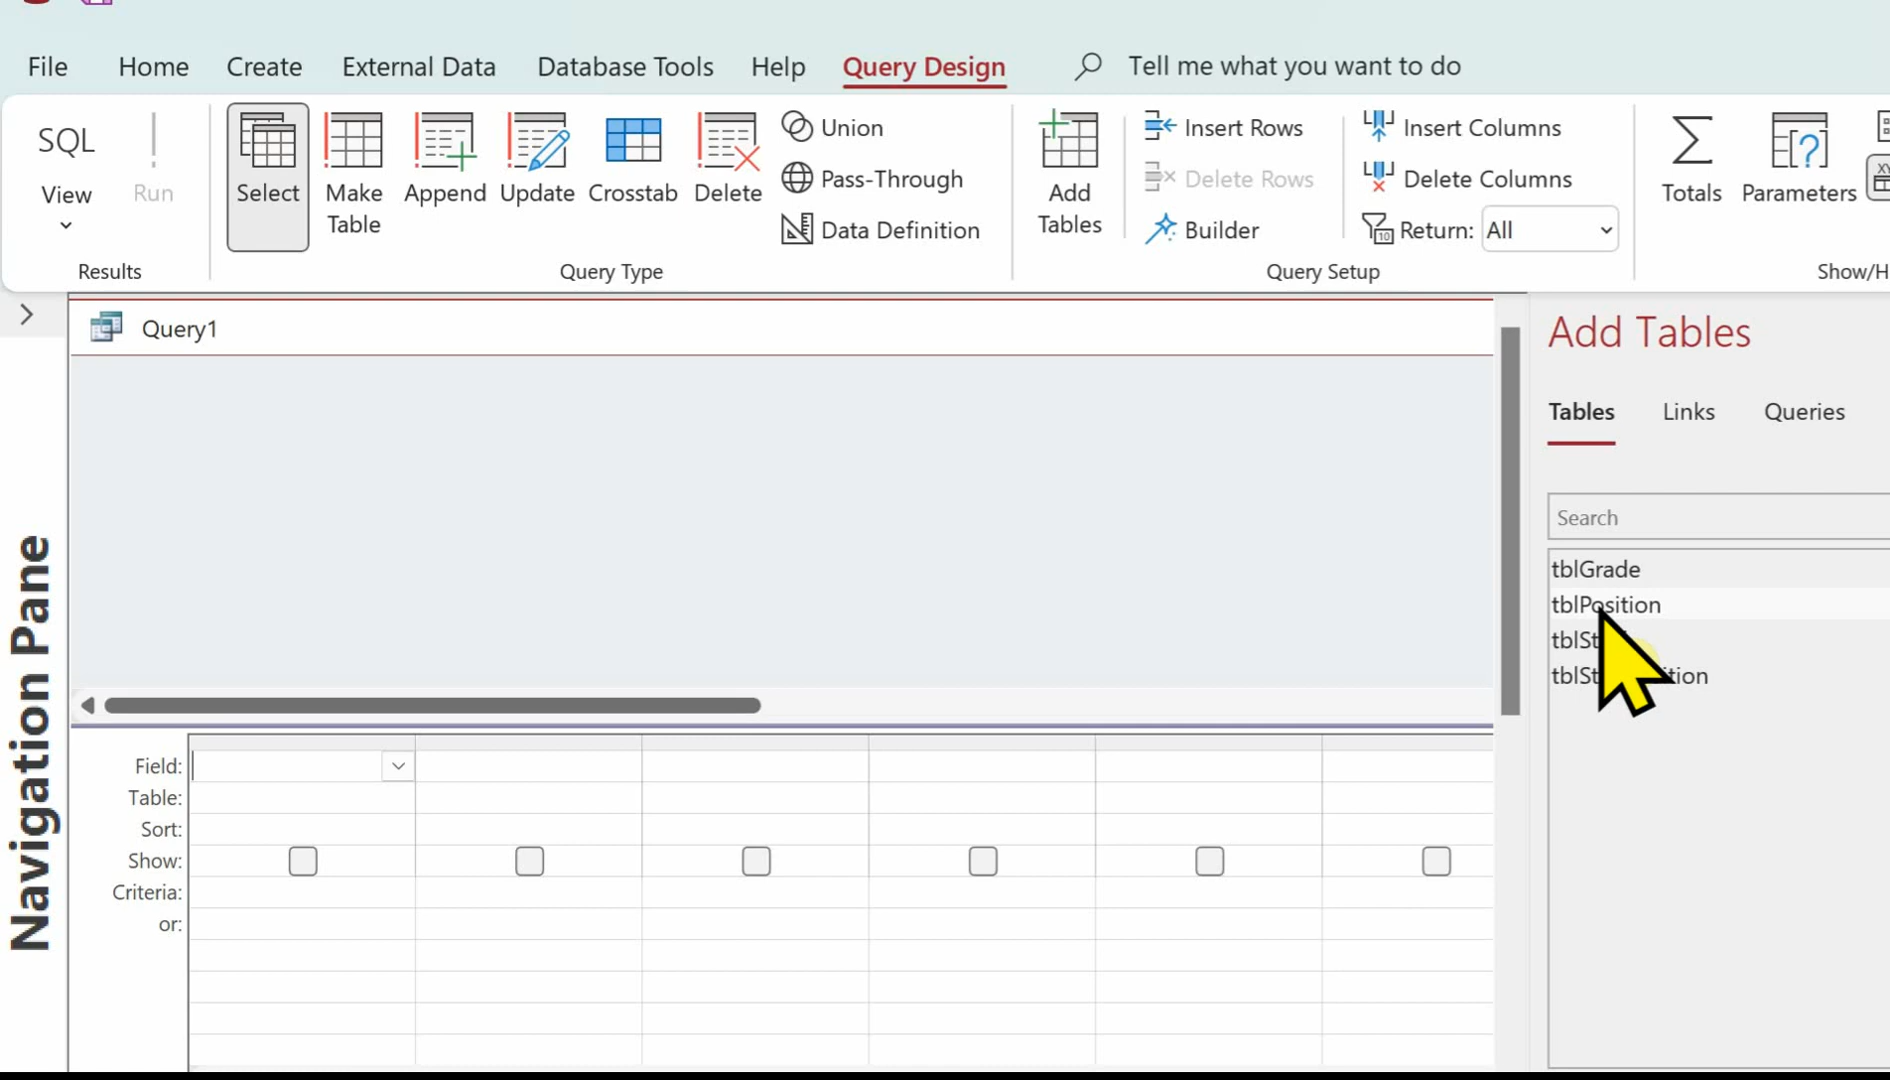 File Home Create External Data Database Tools Help Query Design Tell me what you want to do
SQL
View
Run
Results
Select
Make
Table
Append
Update
Crosstab
Delete
Union
Pass-Through
Data Definition
Query Type
Add
Tables
Insert Rows
Delete Rows
Builder
Insert Columns
Delete Columns
Return: All
Query Setup
Totals
Parameters
Show/H
Query1
Navigation Pane
Add Tables
Tables Links Queries
Search
tblGrade
tblPosition
Field:
Table:
Sort:
Show:
Criteria:
or: